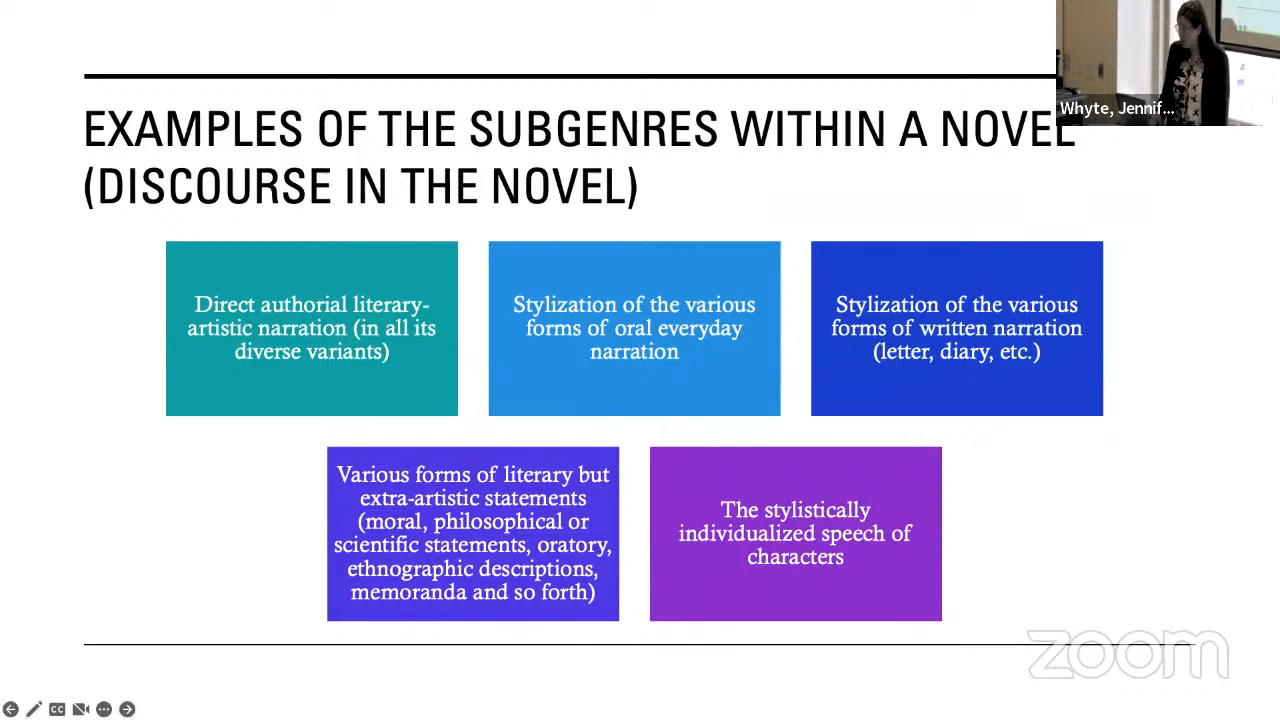 Whyte, Jennif...
EXAMPLES OF THE SUBGENRES WITHIN A NOVEL
(DISCOURSE IN THE NOVEL)
Direct authorial literary-
artistic narration (in all its
diverse variants)
Stylization of the various
forms of oral everyday
narration
Stylization of the various
forms of written narration
(letter, diary, etc.)
Various forms of literary but
extra-artistic statements
(moral, philosophical or
scientific statements, oratory,
ethnographic descriptions,
memoranda and so forth)
The stylistically
individualized speech of
characters
zoom
CC